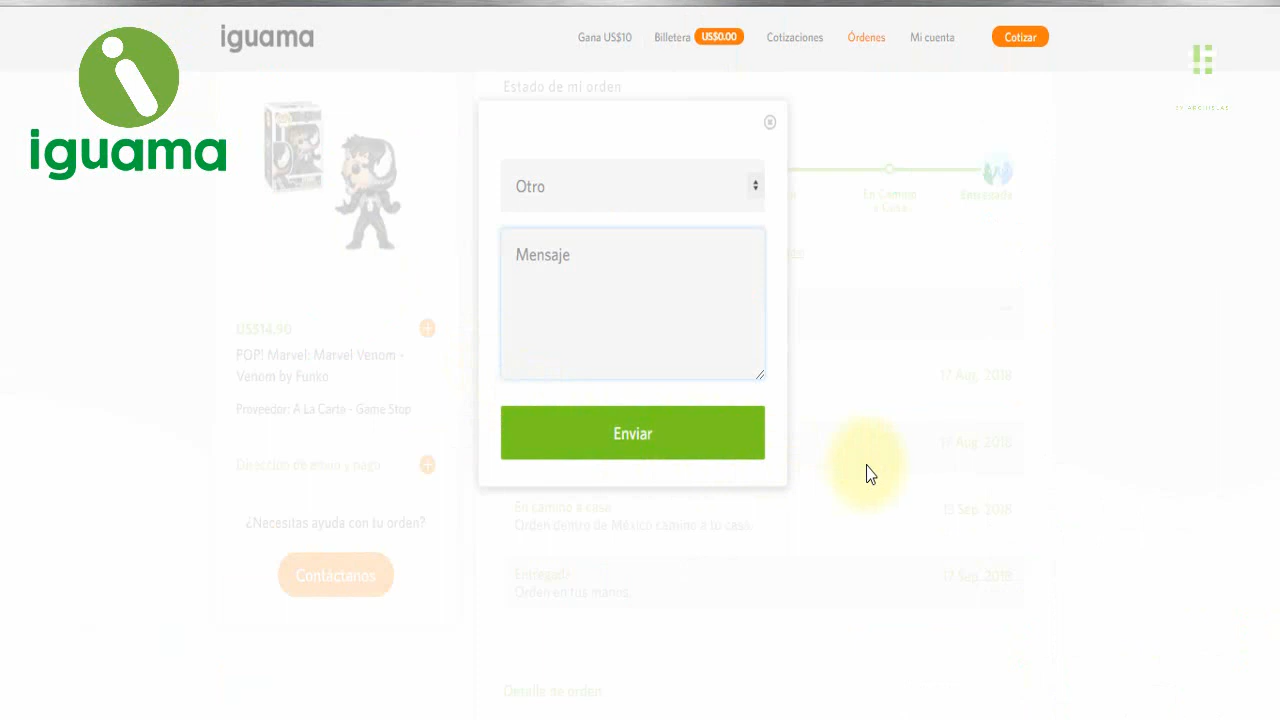 iguama
Gana US$10
Billetera US$0.00
Cotizaciones
Órdenes
Mi cuenta
Cotizar
iguama
Estado de mi orden
Otro
Mensaje
Enviar
En Camino
a Casa
Entregada
US$14.90
POP! Marvel: Marvel Venom -
Venom by Funko
Proveedor: A La Carta - Game Stop
Dirección de envío y pago
¿Necesitas ayuda con tu orden?
Contáctanos
17 Aug, 2018
En camino a casa
Orden dentro de México camino a tu casa.
13 Sep, 2018
Entregada
Orden en tus manos.
17 Sep, 2018
Detalle de orden